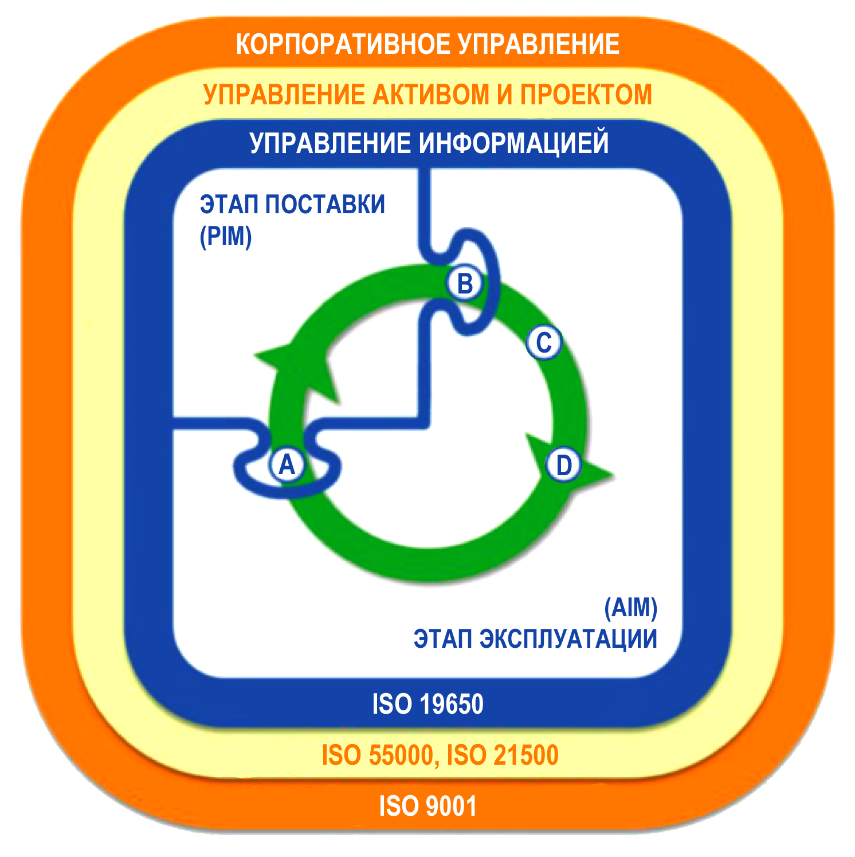 КОРПОРАТИВНОЕ УПРАВЛЕНИЕ
УПРАВЛЕНИЕ АКТИВОМ И ПРОЕКТОМ
УПРАВЛЕНИЕ ИНФОРМАЦИЕЙ
ЭТАП ПОСТАВКИ
(PIM)
B
C
A
D
(AIM)
ЭТАП ЭКСПЛУАТАЦИИ
ISO 19650
ISO 55000, ISO 21500
ISO 9001